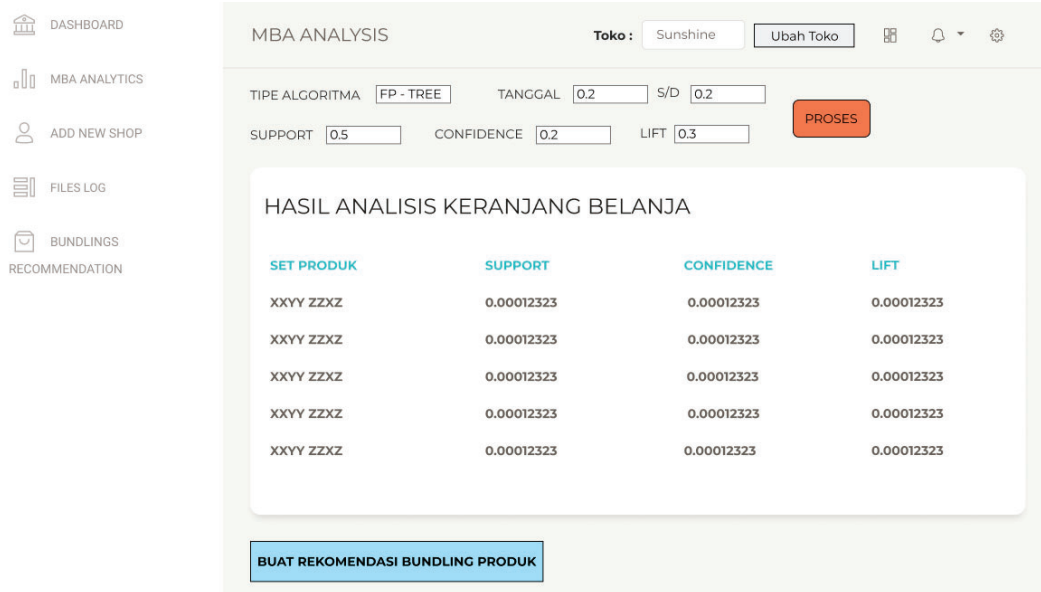 DASHBOARD
MBA ANALYTICS
ADD NEW SHOP
FILES LOG
BUNDLINGS
RECOMMENDATION
MBA ANALYSIS
Toko : Sunshine Ubah Toko
TIPE ALGORITMA FP - TREE TANGGAL 0.2 S/D 0.2
SUPPORT 0.5 CONFIDENCE 0.2 LIFT 0.3
PROSES
HASIL ANALISIS KERANJANG BELANJA
SET PRODUK SUPPORT CONFIDENCE LIFT
XXYY ZZXZ 0.00012323 0.00012323 0.00012323
XXYY ZZXZ 0.00012323 0.00012323 0.00012323
XXYY ZZXZ 0.00012323 0.00012323 0.00012323
XXYY ZZXZ 0.00012323 0.00012323 0.00012323
XXYY ZZXZ 0.00012323 0.00012323 0.00012323
BUAT REKOMENDASI BUNDLING PRODUK